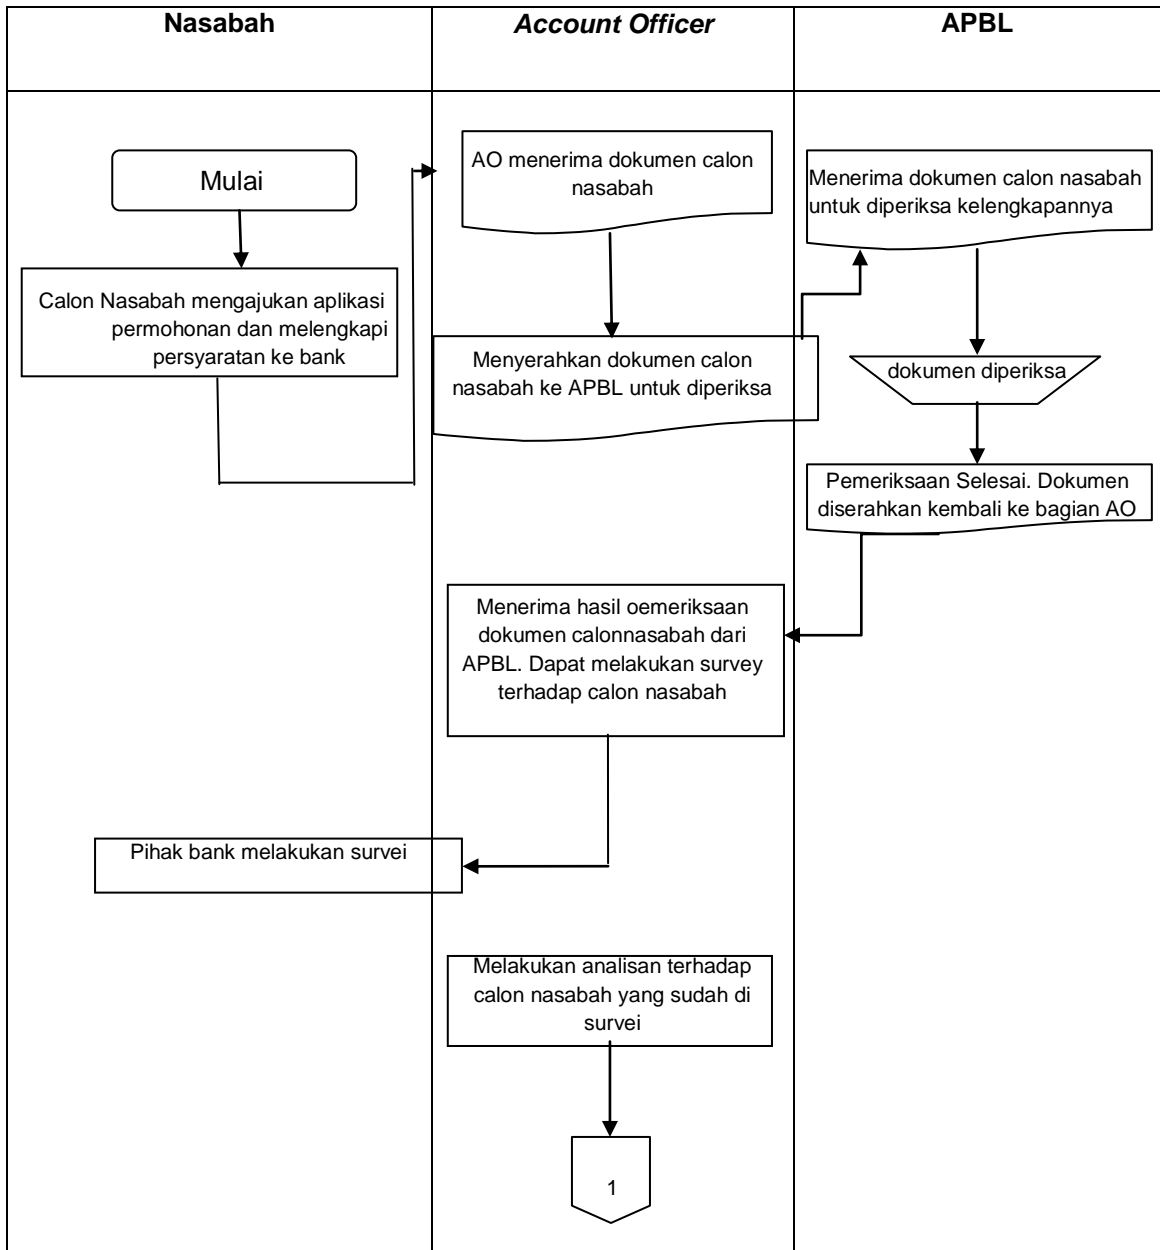 Nasabah
Account Officer
APBL
Mulai
Calon Nasabah mengajukan aplikasi
permohonan dan melengkapi
persyaratan ke bank
AO menerima dokumen calon
nasabah
Menyerahkan dokumen calon
nasabah ke APBL untuk diperiksa
Menerima dokumen calon nasabah
untuk diperiksa kelengkapannya
dokumen diperiksa
Pemeriksaan Selesai. Dokumen
diserahkan kembali ke bagian AO
Menerima hasil oemeriksaan
dokumen calonnasabah dari
APBL. Dapat melakukan survey
terhadap calon nasabah
Pihak bank melakukan survei
Melakukan analisan terhadap
calon nasabah yang sudah di
survei
1